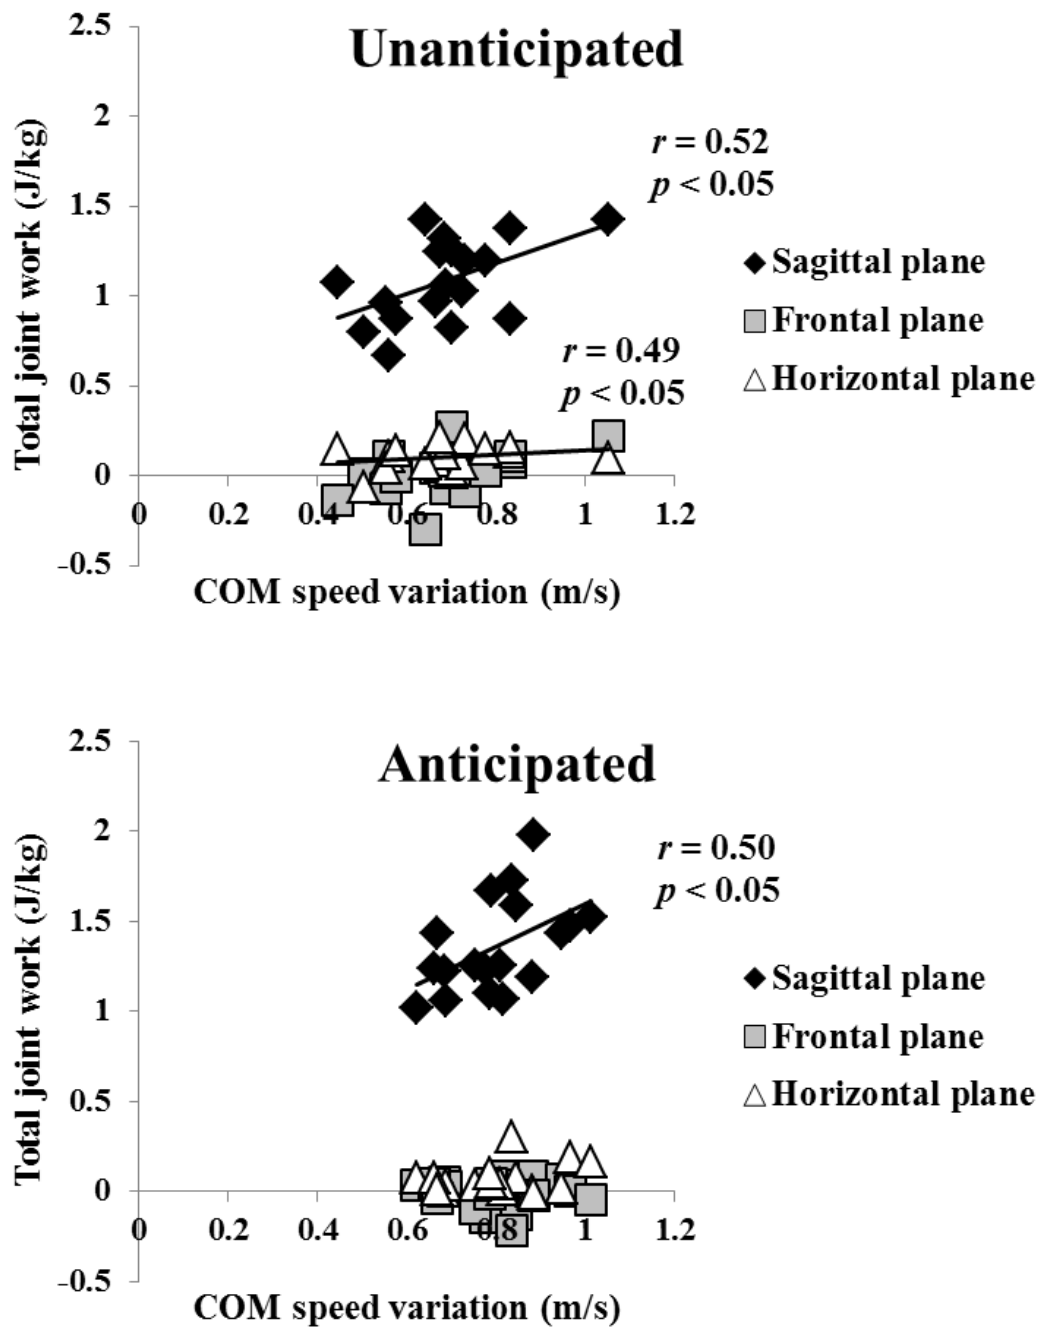 Unanticipated
2.5
2
1.5
1
0.5
0
-0.5
Total joint work (J/kg)
r = 0.52
p < 0.05
r = 0.49
p < 0.05
Sagittal plane
Frontal plane
Horizontal plane
0 0.2 0.4 0.6 0.8 1 1.2
COM speed variation (m/s)
Anticipated
2.5
2
1.5
1
0.5
0
-0.5
Total joint work (J/kg)
r = 0.50
p < 0.05
Sagittal plane
Frontal plane
Horizontal plane
0 0.2 0.4 0.6 0.8 1 1.2
COM speed variation (m/s)